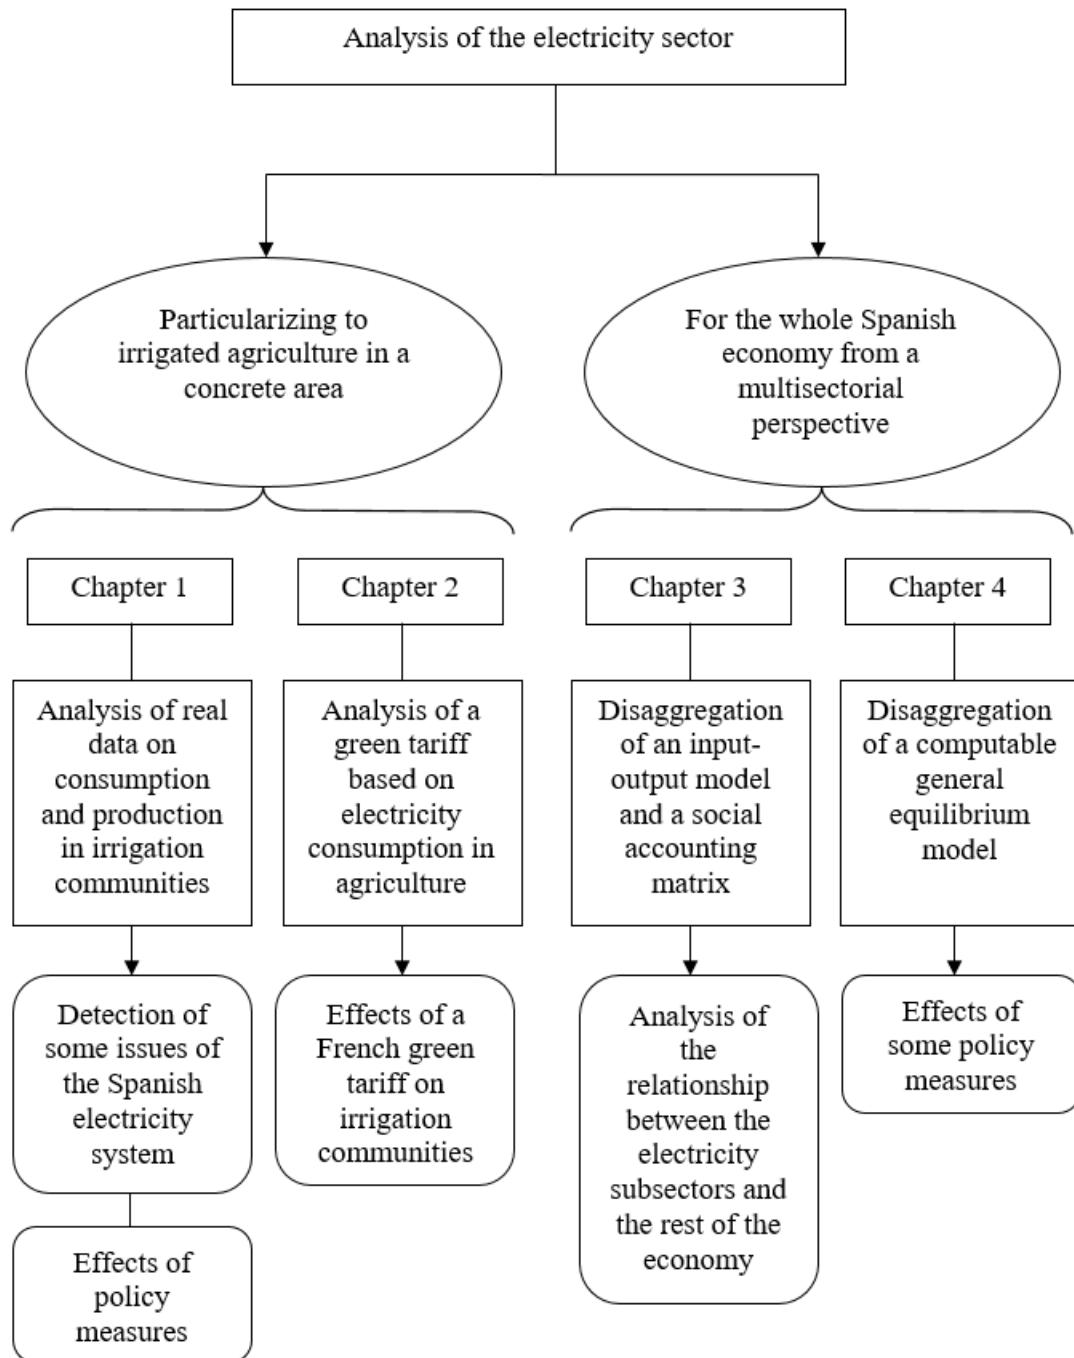 Analysis of the electricity sector
Particularizing to
irrigated agriculture in a
concrete area
For the whole Spanish
economy from a
multisectorial
perspective
Chapter 1
Chapter 2
Chapter 3
Chapter 4
Analysis of real
data on
consumption
and production
in irrigation
communities
Analysis of a
green tariff
based on
electricity
consumption in
agriculture
Disaggregation
of an input-
output model
and a social
accounting
matrix
Disaggregation
of a computable
general
equilibrium
model
Detection of
some issues of
the Spanish
electricity
system
Effects of a
French green
tariff on
irrigation
communities
Analysis of
the
relationship
between the
electricity
subsectors and
the rest of the
economy
Effects of
some policy
measures
Effects of
policy
measures